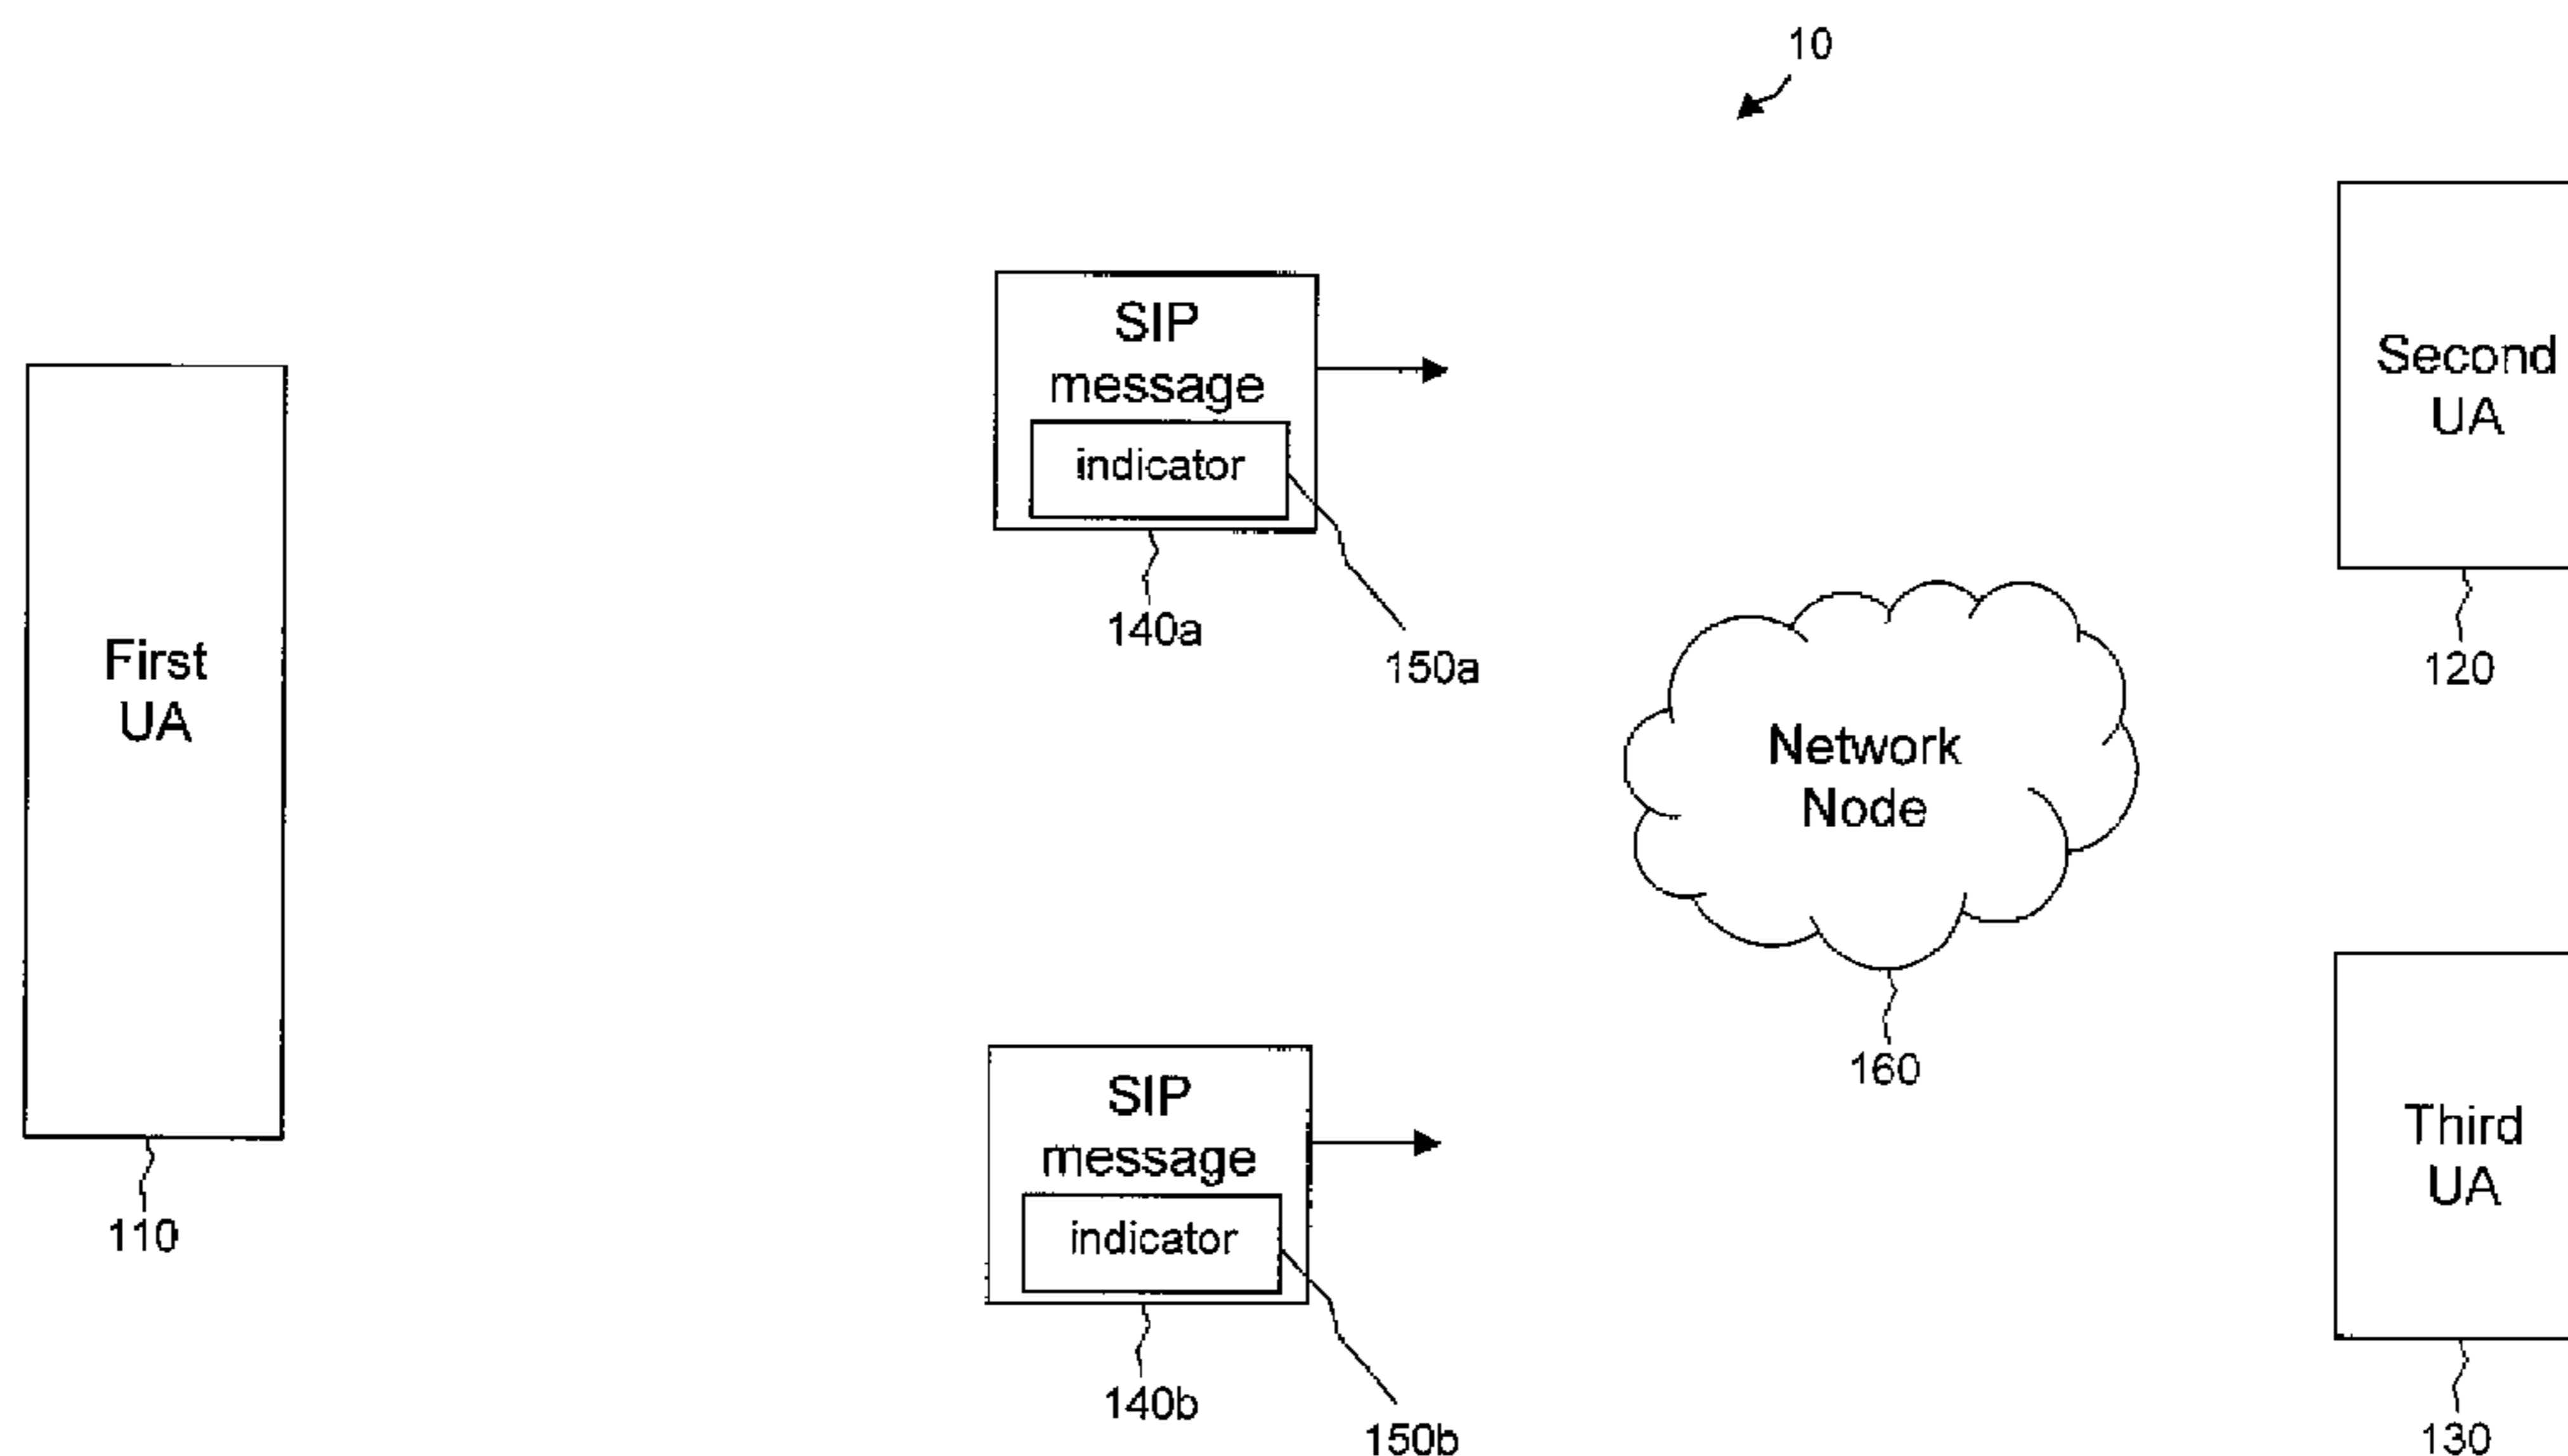 10
SIP
message
indicator
140a
150a
First
UA
110
Second
UA
120
Network
Node
160
SIP
message
indicator
140b
150b
Third
UA
130